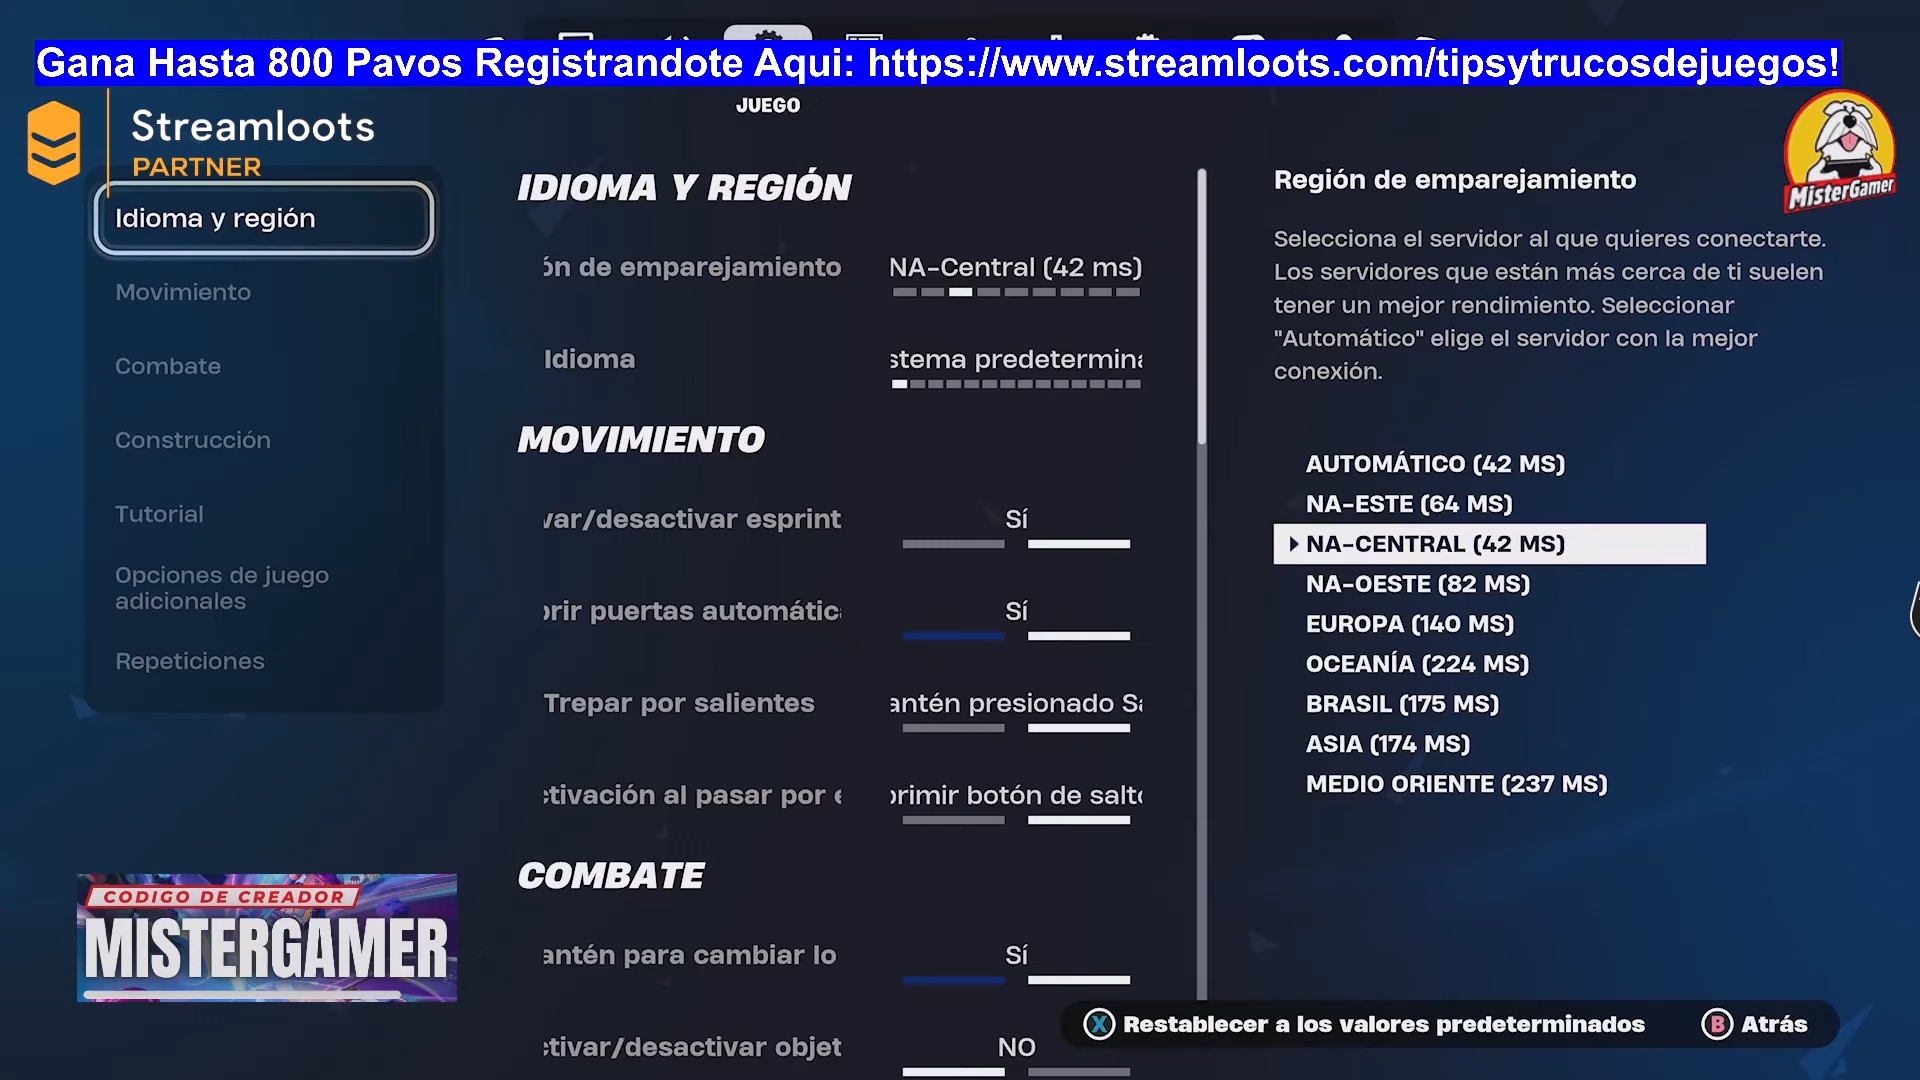 Gana Hasta 800 Pavos Registrandote Aqui: https://www.streamloots.com/tipsytrucosdejuegos!
JUEGO
Streamloots
PARTNER
MisterGamer
Idioma y región
Movimiento
Combate
Construcción
Tutorial
Opciones de juego
adicionales
Repeticiones
CODIGO DE CREADOR
MISTERGAMER
IDIOMA Y REGIÓN
ón de emparejamiento NA-Central (42 ms)
Idioma stema predetermina
MOVIMIENTO
var/desactivar esprint Sí
brir puertas automátic Sí
Trepar por salientes antén presionado Sa
ctivación al pasar por e primir botón de salto
COMBATE
antén para cambiar lo Sí
ctivar/desactivar objet NO
Región de emparejamiento
Selecciona el servidor al que quieres conectarte.
Los servidores que están más cerca de ti suelen
tener un mejor rendimiento. Seleccionar
"Automático" elige el servidor con la mejor
conexión.
AUTOMÁTICO (42 MS)
NA-ESTE (64 MS)
NA-CENTRAL (42 MS)
NA-OESTE (82 MS)
EUROPA (140 MS)
OCEANÍA (224 MS)
BRASIL (175 MS)
ASIA (174 MS)
MEDIO ORIENTE (237 MS)
X Restablecer a los valores predeterminados
B Atrás